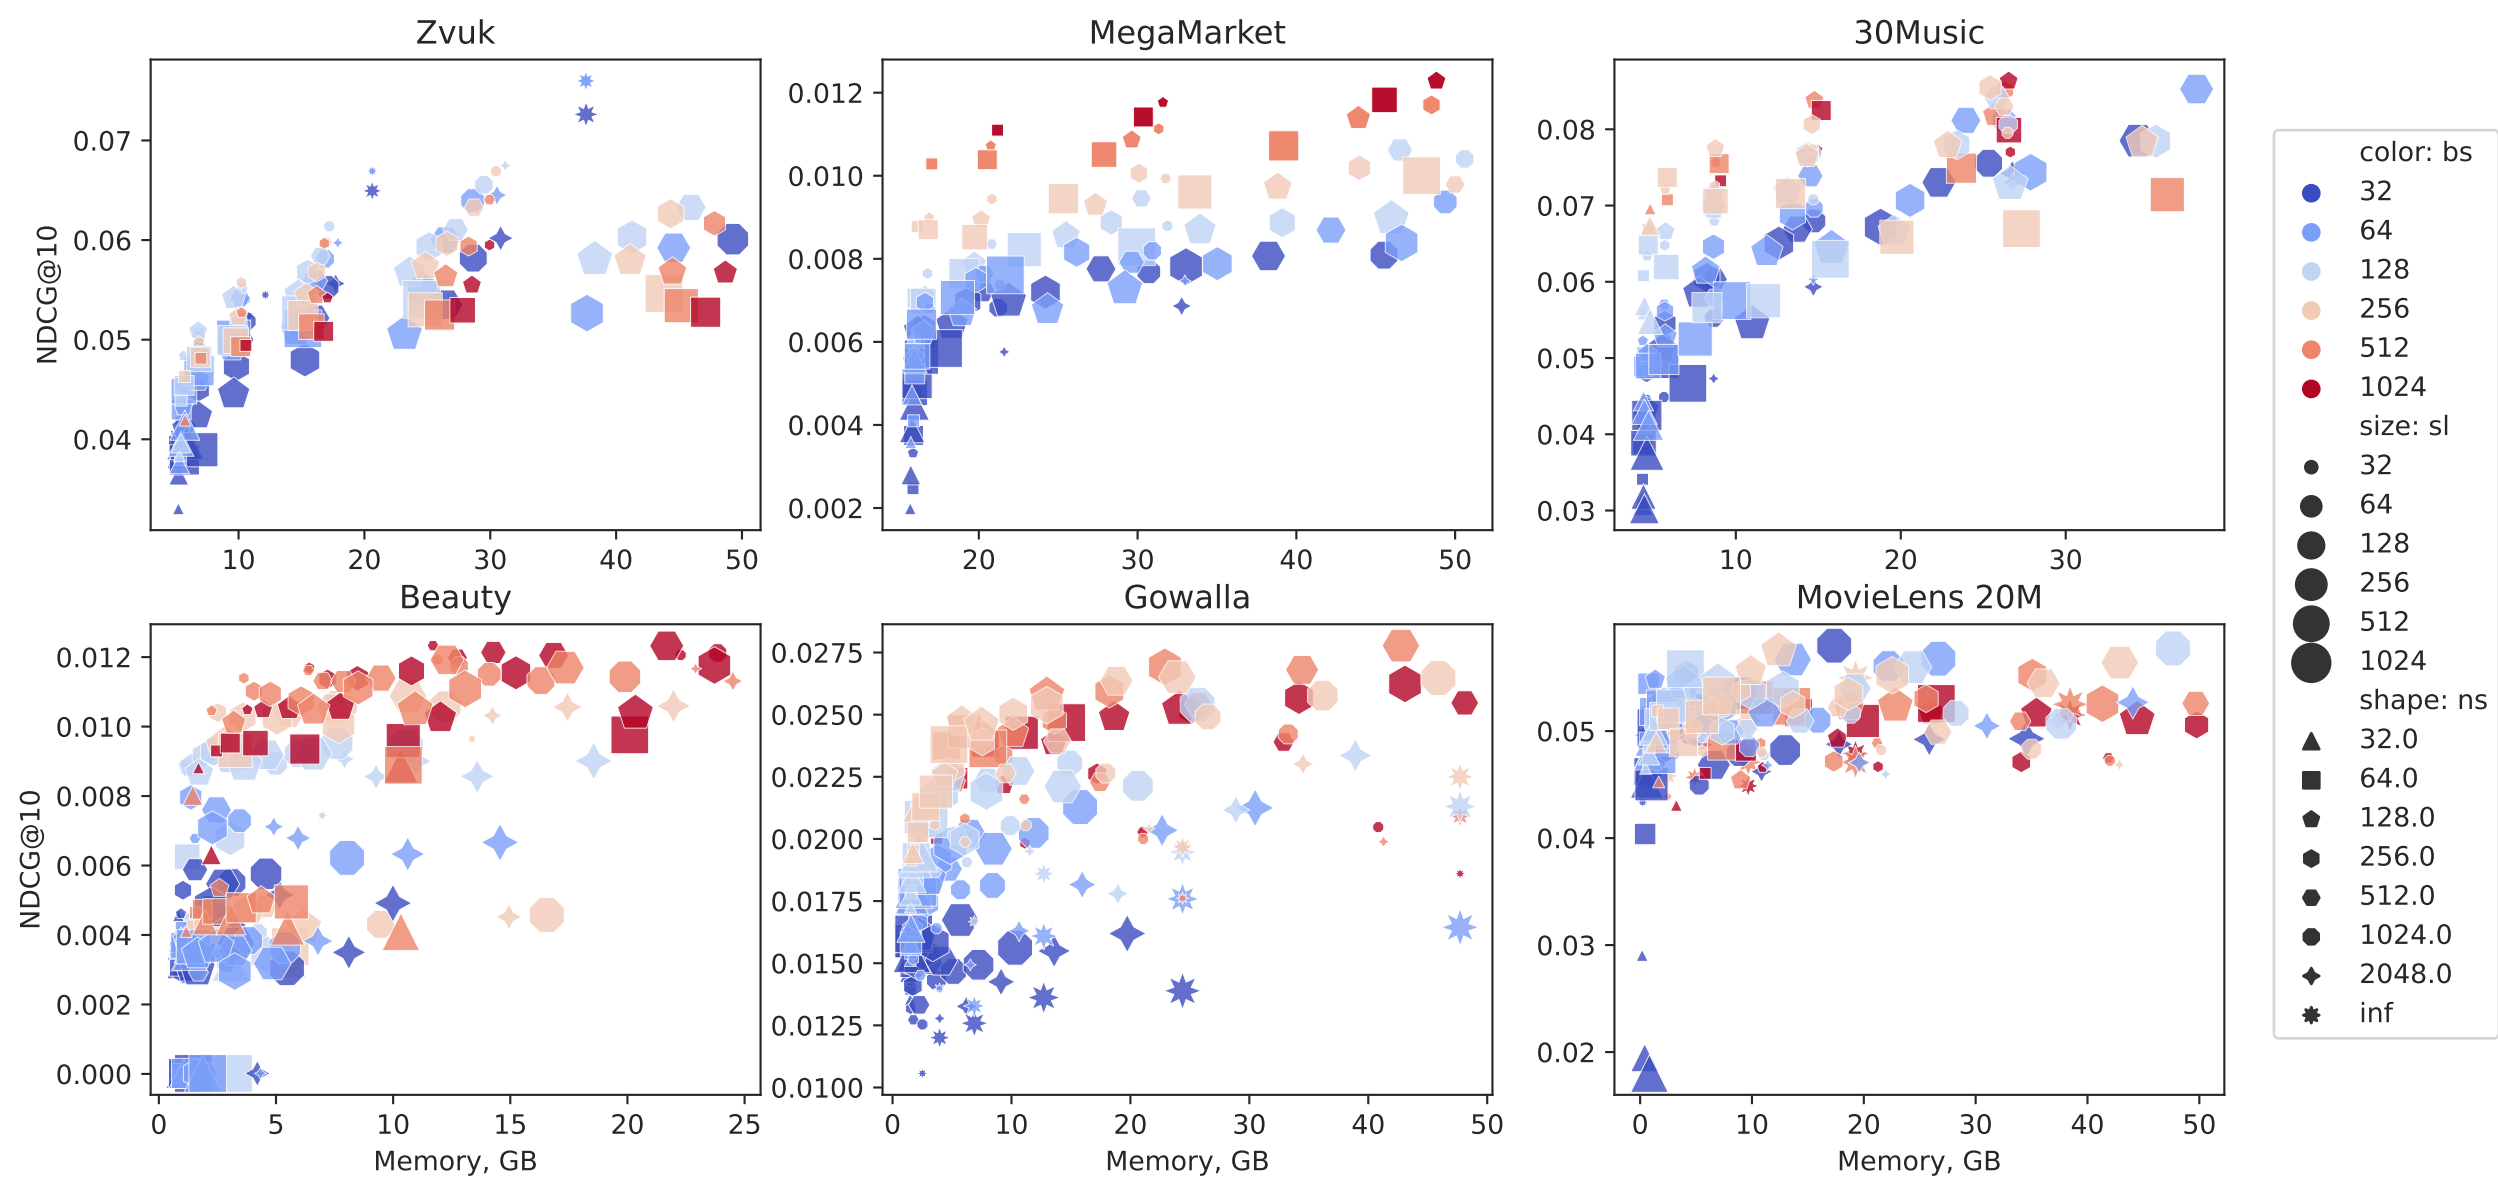 Zvuk
MegaMarket
30Music
NDCG@10
0.07
0.06
0.05
0.04
10 20 30 40 50
0.012
0.010
0.008
0.006
0.004
0.002
20 30 40 50
0.08
0.07
0.06
0.05
0.04
0.03
10 20 30
Beauty
Gowalla
MovieLens 20M
NDCG@10
0.012
0.010
0.008
0.006
0.004
0.002
0.000
0 5 10 15 20 25
Memory, GB
0.0275
0.0250
0.0225
0.0200
0.0175
0.0150
0.0125
0.0100
0 10 20 30 40 50
Memory, GB
0.05
0.04
0.03
0.02
0 10 20 30 40 50
Memory, GB
color: bs
32
64
128
256
512
1024
size: sl
32
64
128
256
512
1024
shape: ns
32.0
64.0
128.0
256.0
512.0
1024.0
2048.0
inf